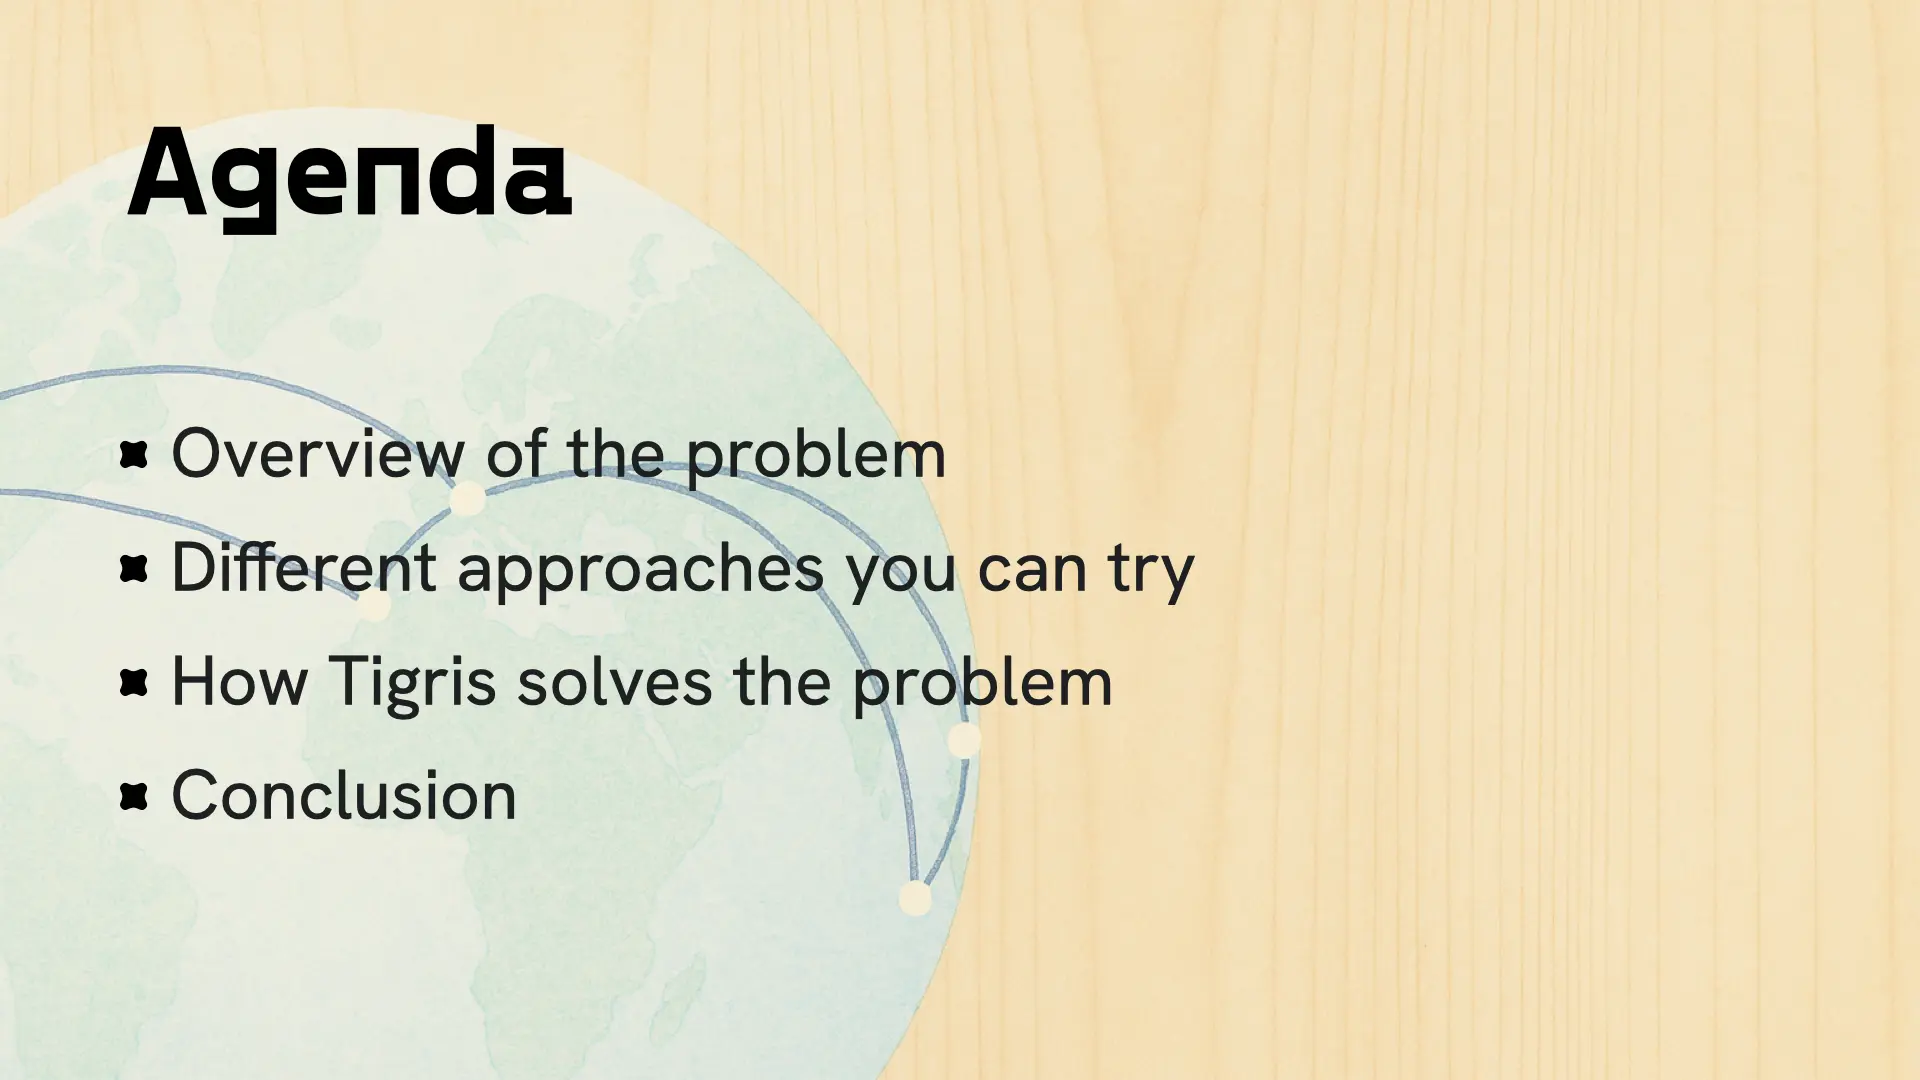 Agenda
Overview of the problem
Different approaches you can try
How Tigris solves the problem
Conclusion